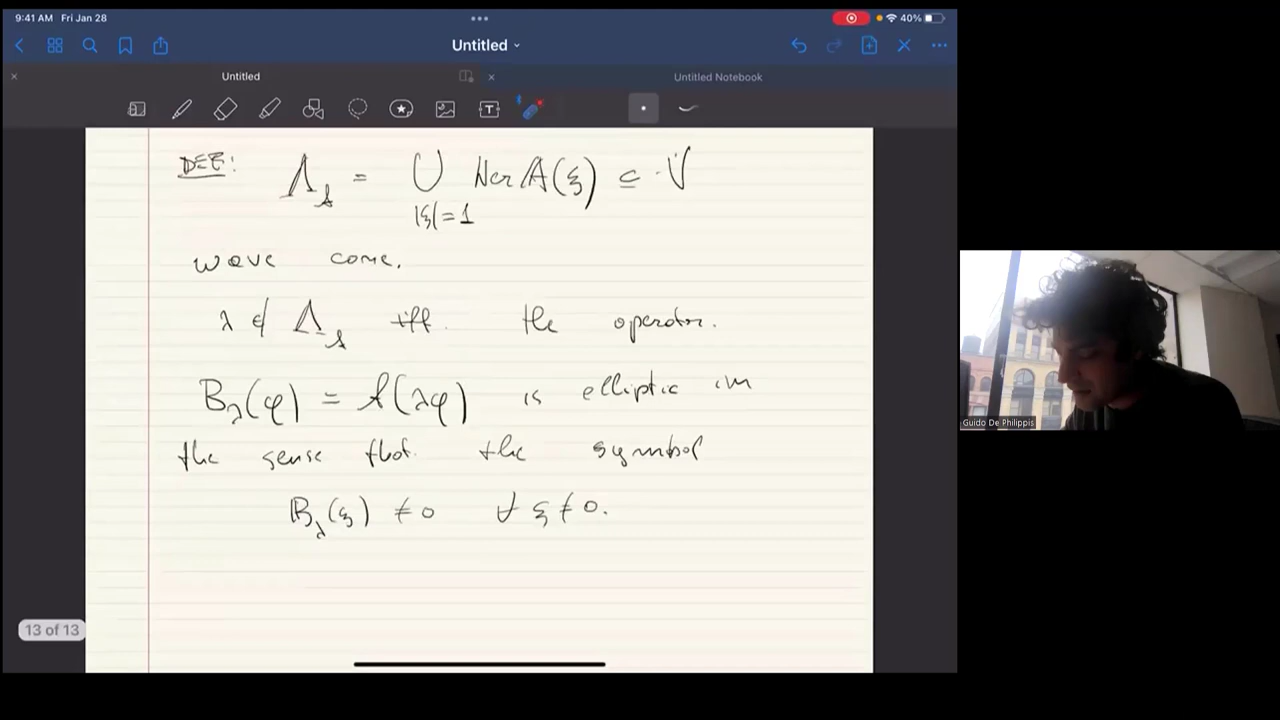 9:41 AM Fri Jan 28
40%
Untitled
Untitled
Untitled Notebook
DEF: Λ_A = ⋃ Ker 𝔸(ξ) ⊆ V
|ξ|=1
wave cone.
λ ∉ Λ_A iff. the operator.
B_λ(φ) = A(λφ) is elliptic in
the sense that. the symbol
𝔹_λ(ξ) ≠ 0 ∀ ξ ≠ 0.
13 of 13
Guido De Philippis